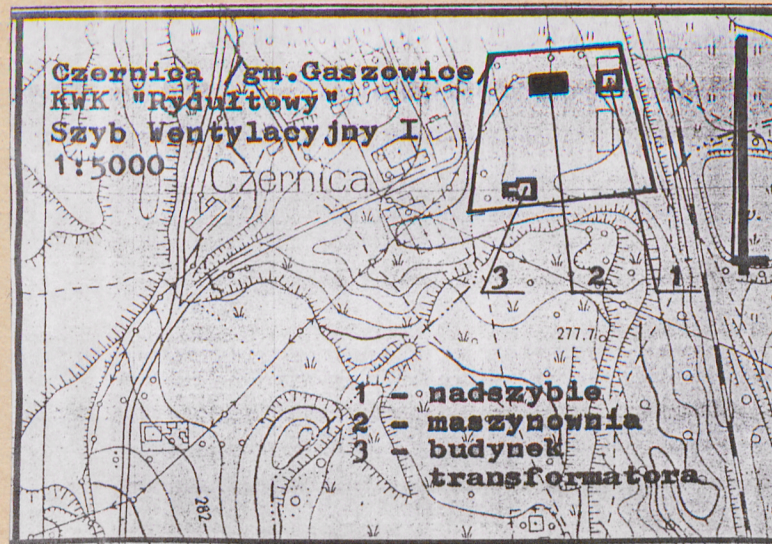 Czernica /gm.Gaszowice/
KWK "Rydułtowy"
Szyb Wentylacyjny I
1:5000
Czernica
3 2 1
277.7
1 - nadszybie
2 - maszynownia
3 - budynek
transformatora
282